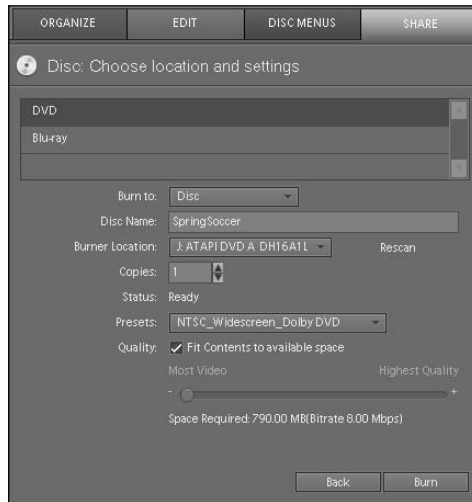 ORGANIZE EDIT DISC MENUS SHARE
Disc: Choose location and settings
DVD
Blu-ray
Burn to: Disc
Disc Name: SpringSoccer
Burner Location: J: ATAPI DVD A DH16A1L Rescan
Copies: 1
Status: Ready
Presets: NTSC_Widescreen_Dolby DVD
Quality: Fit Contents to available space
Most Video Highest Quality
- +
Space Required: 790.00 MB(Bitrate 8.00 Mbps)
Back Burn